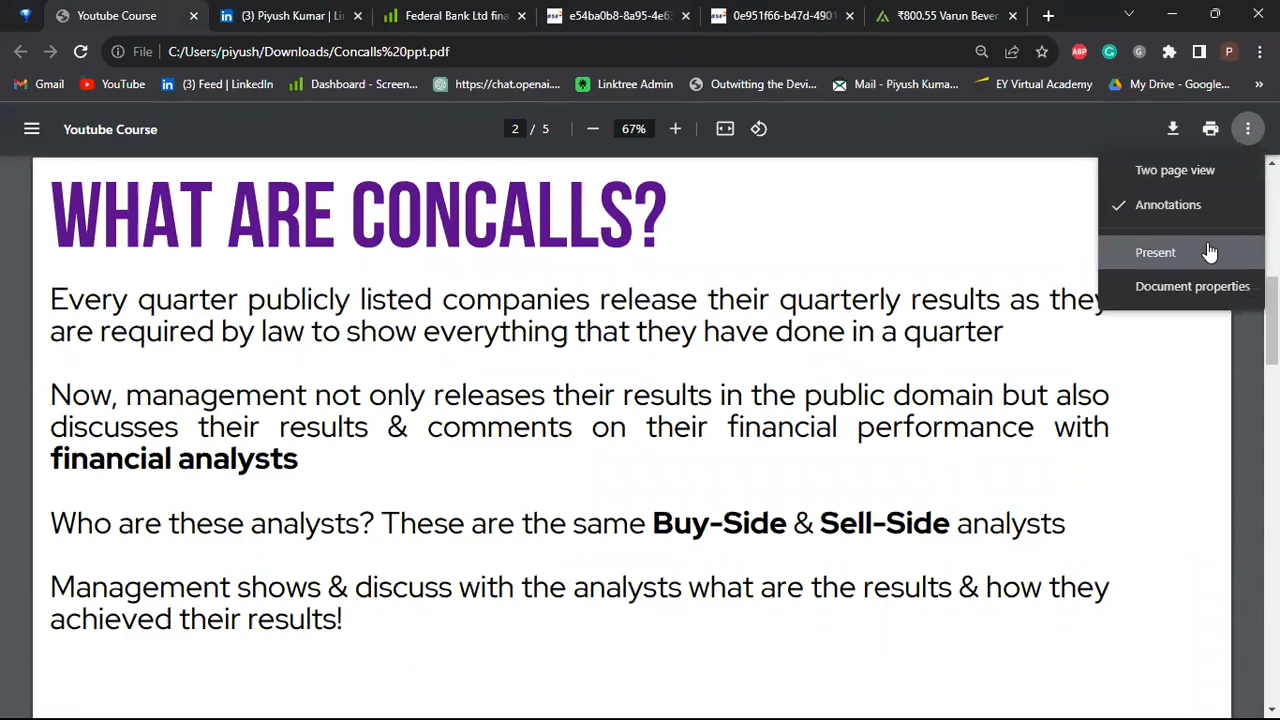 Youtube Course
(3) Piyush Kumar | Li
Federal Bank Ltd fina
e54ba0b8-8a95-4e6
0e951f66-b47d-4901
₹800.55 Varun Bever
File
C:/Users/piyush/Downloads/Concalls%20ppt.pdf
ABP
P
Gmail
YouTube
(3) Feed | LinkedIn
Dashboard - Screen...
https://chat.openai....
Linktree Admin
Outwitting the Devi...
Mail - Piyush Kuma...
EY Virtual Academy
My Drive - Google...
»
Youtube Course
2 / 5
67%
Two page view
Annotations
Present
Document properties
WHAT ARE CONCALLS?
Every quarter publicly listed companies release their quarterly results as they
are required by law to show everything that they have done in a quarter
Now, management not only releases their results in the public domain but also
discusses their results & comments on their financial performance with
financial analysts
Who are these analysts? These are the same Buy-Side & Sell-Side analysts
Management shows & discuss with the analysts what are the results & how they
achieved their results!